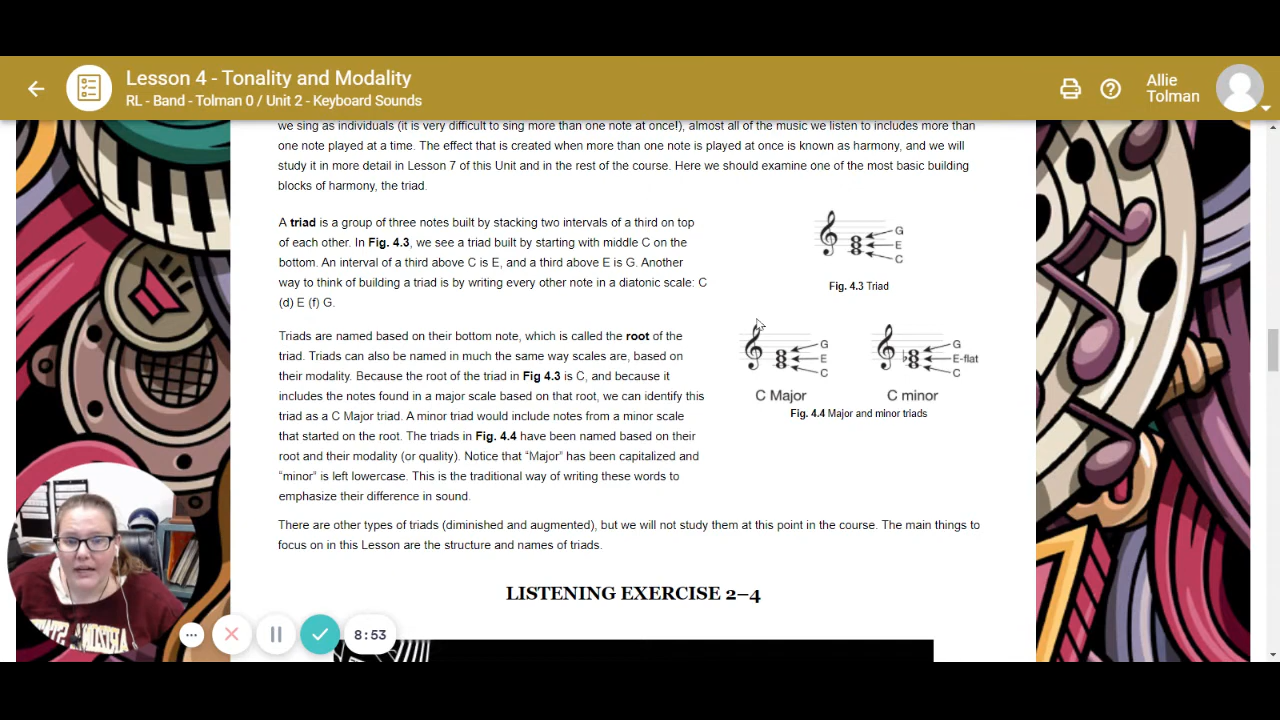 Lesson 4 - Tonality and Modality
RL - Band - Tolman 0 / Unit 2 - Keyboard Sounds
Allie
Tolman
we sing as individuals (it is very difficult to sing more than one note at once!), almost all of the music we listen to includes more than
one note played at a time. The effect that is created when more than one note is played at once is known as harmony, and we will
study it in more detail in Lesson 7 of this Unit and in the rest of the course. Here we should examine one of the most basic building
blocks of harmony, the triad.
A triad is a group of three notes built by stacking two intervals of a third on top
of each other. In Fig. 4.3, we see a triad built by starting with middle C on the
bottom. An interval of a third above C is E, and a third above E is G. Another
way to think of building a triad is by writing every other note in a diatonic scale: C
(d) E (f) G.
G
E
C
Fig. 4.3 Triad
Triads are named based on their bottom note, which is called the root of the
triad. Triads can also be named in much the same way scales are, based on
their modality. Because the root of the triad in Fig 4.3 is C, and because it
includes the notes found in a major scale based on that root, we can identify this
triad as a C Major triad. A minor triad would include notes from a minor scale
that started on the root. The triads in Fig. 4.4 have been named based on their
root and their modality (or quality). Notice that “Major” has been capitalized and
“minor” is left lowercase. This is the traditional way of writing these words to
emphasize their difference in sound.
G
E
C
C Major
G
E-flat
C
C minor
Fig. 4.4 Major and minor triads
There are other types of triads (diminished and augmented), but we will not study them at this point in the course. The main things to
focus on in this Lesson are the structure and names of triads.
LISTENING EXERCISE 2–4
8:53